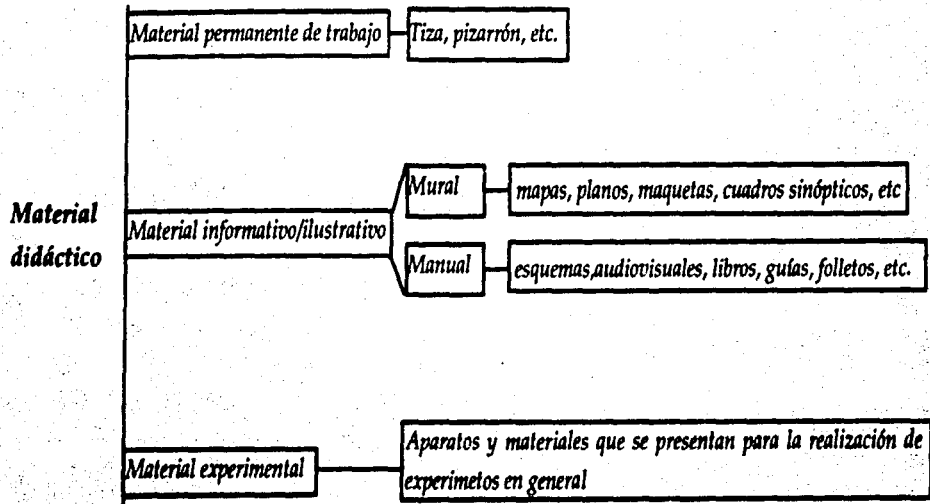 Material permanente de trabajo
Tiza, pizarrón, etc.
Material
didáctico
Material informativo/ilustrativo
Mural
mapas, planos, maquetas, cuadros sinópticos, etc
Manual
esquemas,audiovisuales, libros, guías, folletos, etc.
Material experimental
Aparatos y materiales que se presentan para la realización de
experimetos en general